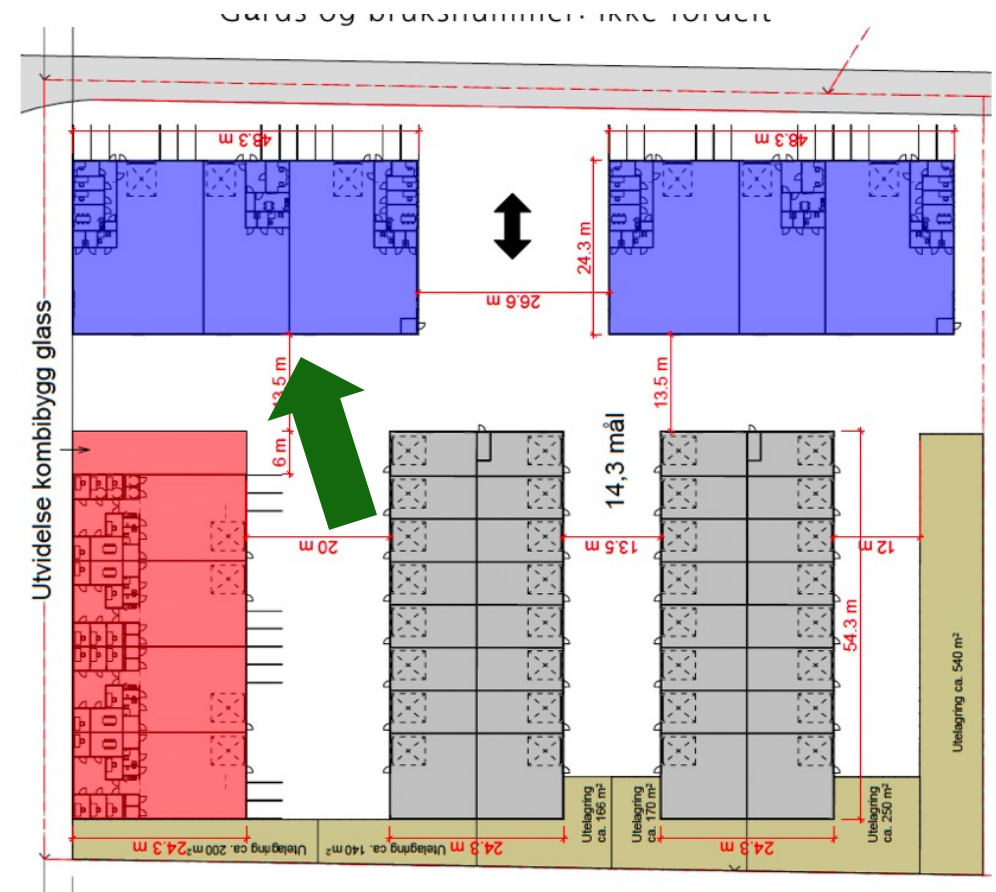 Gårds og bruksnummer: Ikke fordelt
48.3 m
48.3 m
24.3 m
26.6 m
Utvidelse kombibygg glass
13.5 m
13.5 m
6 m
14,3 mål
20 m
13.5 m
12 m
54.3 m
Utelagring ca. 540 m²
Utelagring
ca. 166 m²
Utelagring
ca. 170 m²
Utelagring
ca. 250 m²
24.3 m
Utelagring ca. 200 m²
Utelagring ca. 140 m²
24.3 m
24.3 m